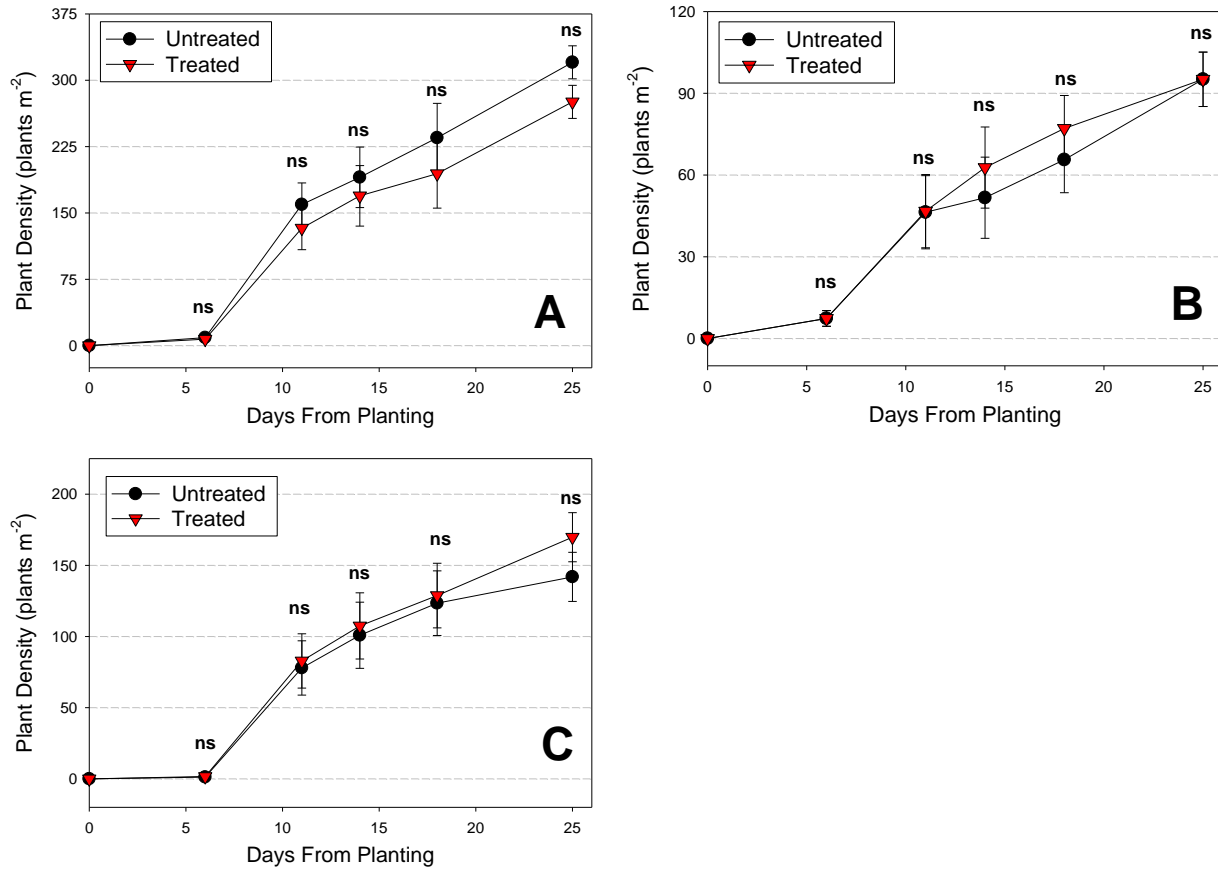 Untreated
Treated
Plant Density (plants m-2)
375
300
225
150
75
0
ns
ns
ns
ns
ns
A
0
5
10
15
20
25
Days From Planting
Untreated
Treated
Plant Density (plants m-2)
120
90
60
30
0
ns
ns
ns
ns
ns
B
0
5
10
15
20
25
Days From Planting
Untreated
Treated
Plant Density (plants m-2)
200
150
100
50
0
ns
ns
ns
ns
ns
C
0
5
10
15
20
25
Days From Planting